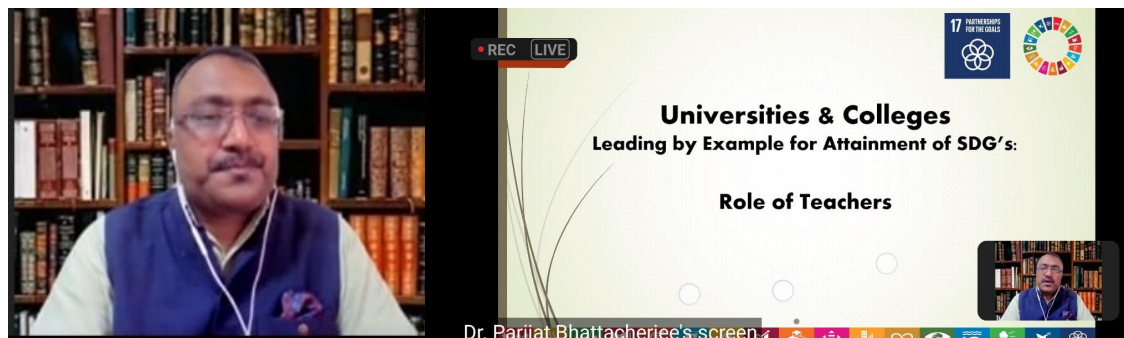 REC LIVE
17 PARTNERSHIPS
FOR THE GOALS
Universities & Colleges
Leading by Example for Attainment of SDG's:
Role of Teachers
Dr. Parijat Bhattacherjee's screen